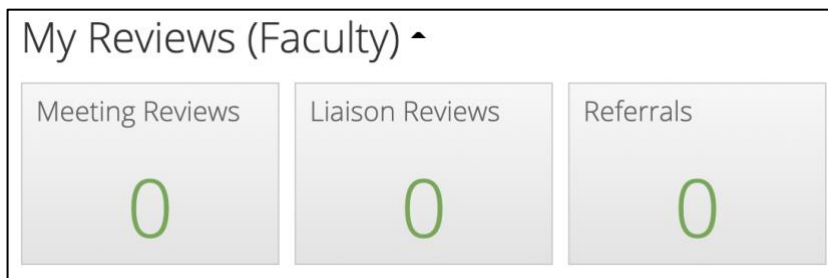 My Reviews (Faculty)
Meeting Reviews
Liaison Reviews
Referrals
0
0
0